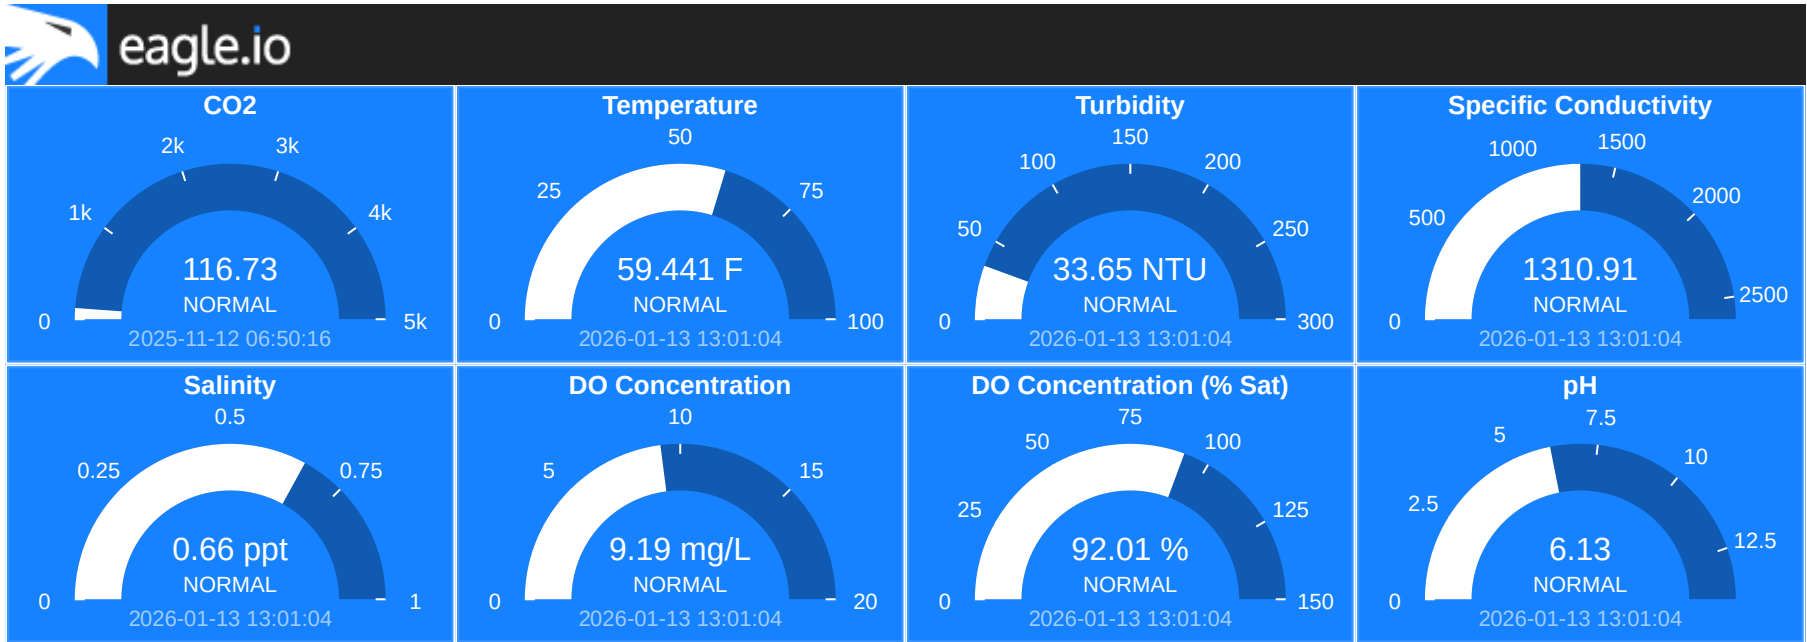 eagle.io
CO2
2k
3k
1k
4k
116.73
NORMAL
0
5k
2025-11-12 06:50:16
Temperature
50
25
75
59.441 F
NORMAL
0
100
2026-01-13 13:01:04
Turbidity
150
100
200
50
250
33.65 NTU
NORMAL
0
300
2026-01-13 13:01:04
Specific Conductivity
1500
1000
2000
500
1310.91
2500
NORMAL
0
2026-01-13 13:01:04
Salinity
0.5
0.25
0.75
0.66 ppt
NORMAL
0
1
2026-01-13 13:01:04
DO Concentration
10
5
15
9.19 mg/L
NORMAL
0
20
2026-01-13 13:01:04
DO Concentration (% Sat)
75
50
100
25
125
92.01 %
NORMAL
0
150
2026-01-13 13:01:04
pH
7.5
5
10
2.5
12.5
6.13
NORMAL
0
2026-01-13 13:01:04